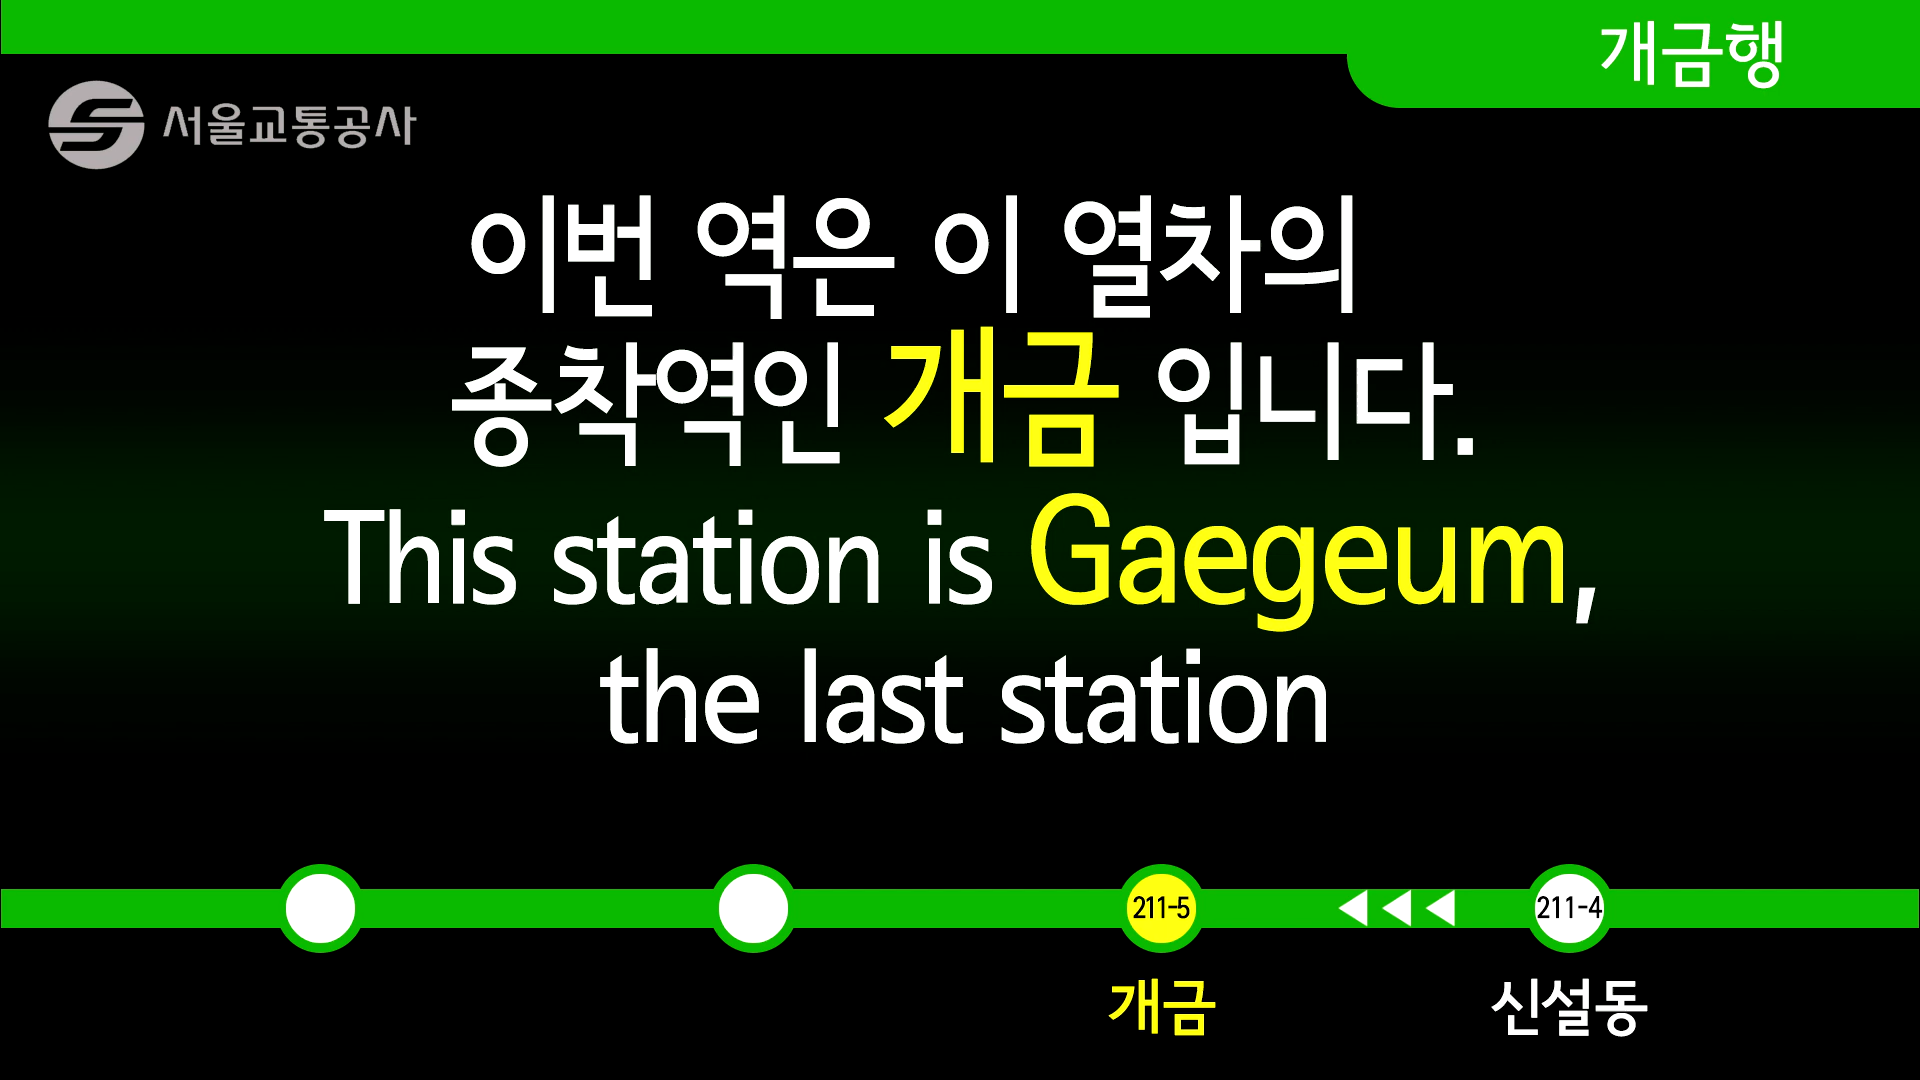 개금행
서울교통공사
이번 역은 이 열차의
종착역인 개금 입니다.
This station is Gaegeum,
the last station
211-5
211-4
개금
신설동